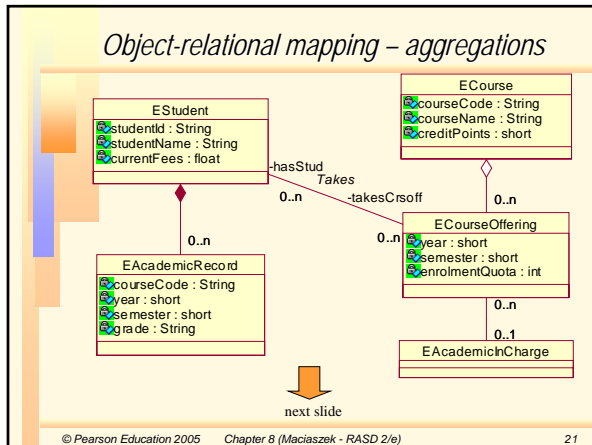 Object-relational mapping – aggregations
EStudent
studentId : String
studentName : String
currentFees : float
ECourse
courseCode : String
courseName : String
creditPoints : short
-hasStud
Takes
0..n
-takesCrsoff
0..n
0..n
0..n
EAcademicRecord
courseCode : String
year : short
semester : short
grade : String
ECourseOffering
year : short
semester : short
enrolmentQuota : int
0..n
0..1
EAcademicInCharge
next slide
© Pearson Education 2005 Chapter 8 (Maciaszek - RASD 2/e) 21